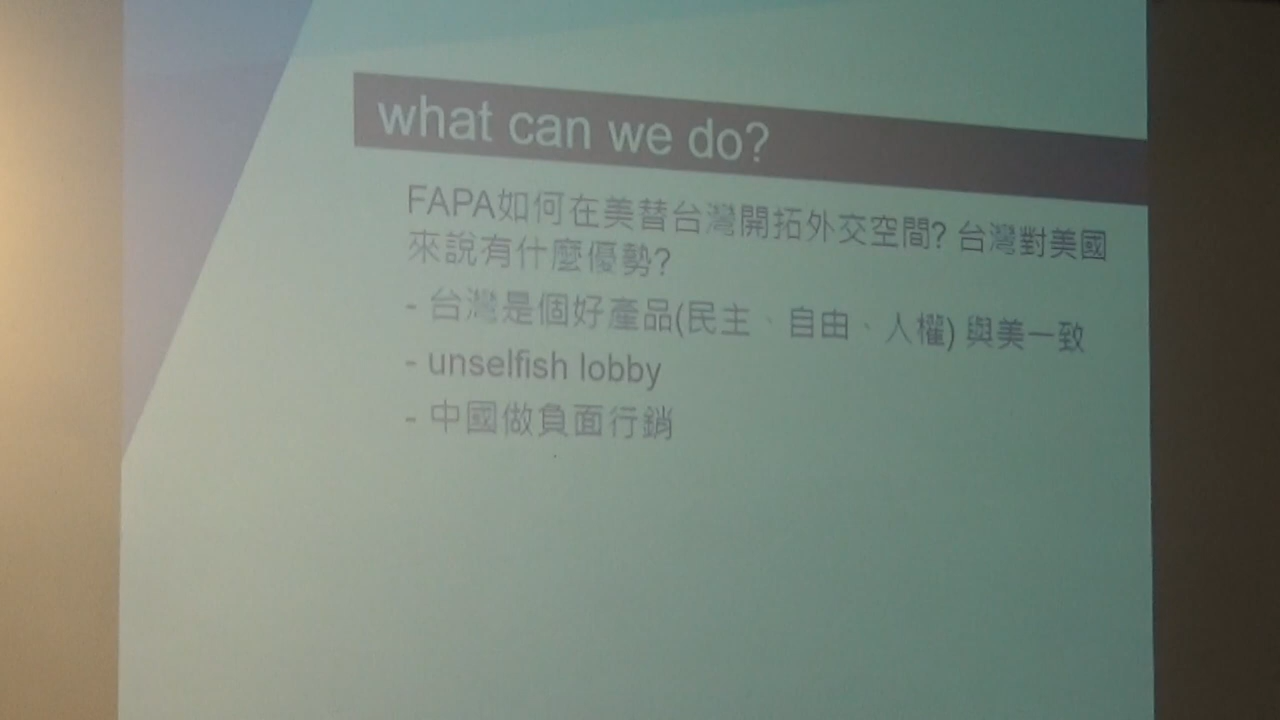 what can we do?
FAPA如何在美替台灣開拓外交空間? 台灣對美國
來說有什麼優勢?
- 台灣是個好產品(民主、自由、人權) 與美一致
- unselfish lobby
- 中國做負面行銷